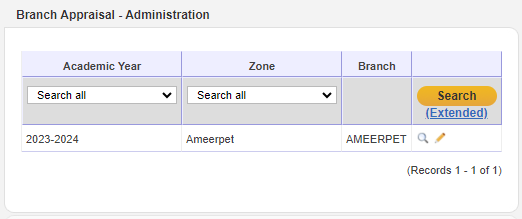 Branch Appraisal - Administration
Academic Year Zone Branch
Search all Search all Search
(Extended)
2023-2024 Ameerpet AMEERPET
(Records 1 - 1 of 1)